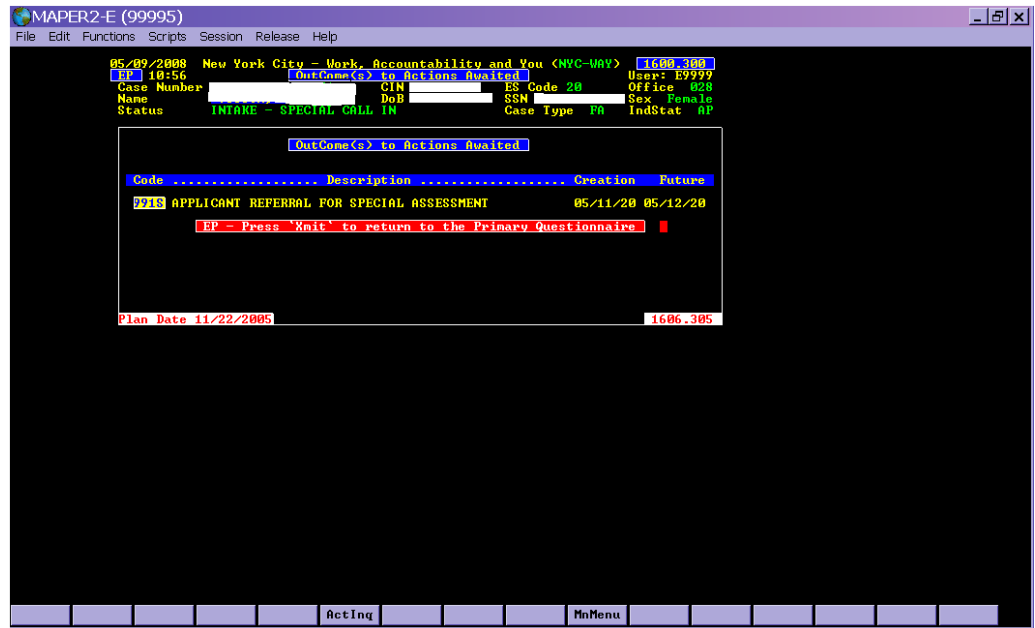 MAPER2-E (99995)
File Edit Functions Scripts Session Release Help
05/09/2008 New York City - Work, Accountability and You (NYC-WAY) 1600.300
EP 10:56 OutCome(s) to Actions Awaited User: E9999
Case Number CIN ES Code 20 Office 028
Name DoB SSN Sex Female
Status INTAKE - SPECIAL CALL IN Case Type FA IndStat AP
OutCome(s) to Actions Awaited
Code ................... Description ................... Creation Future
991S APPLICANT REFERRAL FOR SPECIAL ASSESSMENT 05/11/20 05/12/20
EP - Press `Xmit` to return to the Primary Questionnaire
Plan Date 11/22/2005 1606.305
ActInq MnMenu